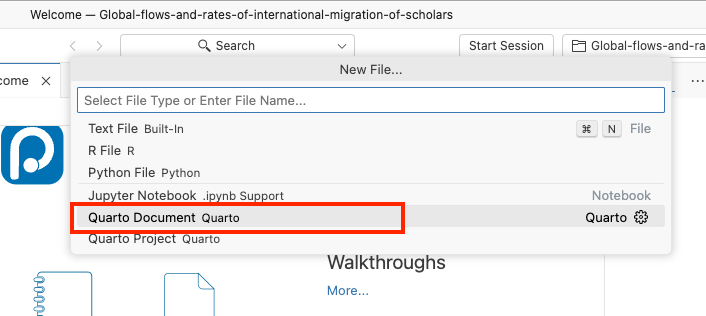 Welcome — Global-flows-and-rates-of-international-migration-of-scholars
Search
Start Session
Global-flows-and-ra
come
New File...
Select File Type or Enter File Name...
Text File Built-In
⌘ N File
R File R
Python File Python
Jupyter Notebook .ipynb Support
Notebook
Quarto Document Quarto
Quarto
Quarto Project Quarto
Walkthroughs
More...